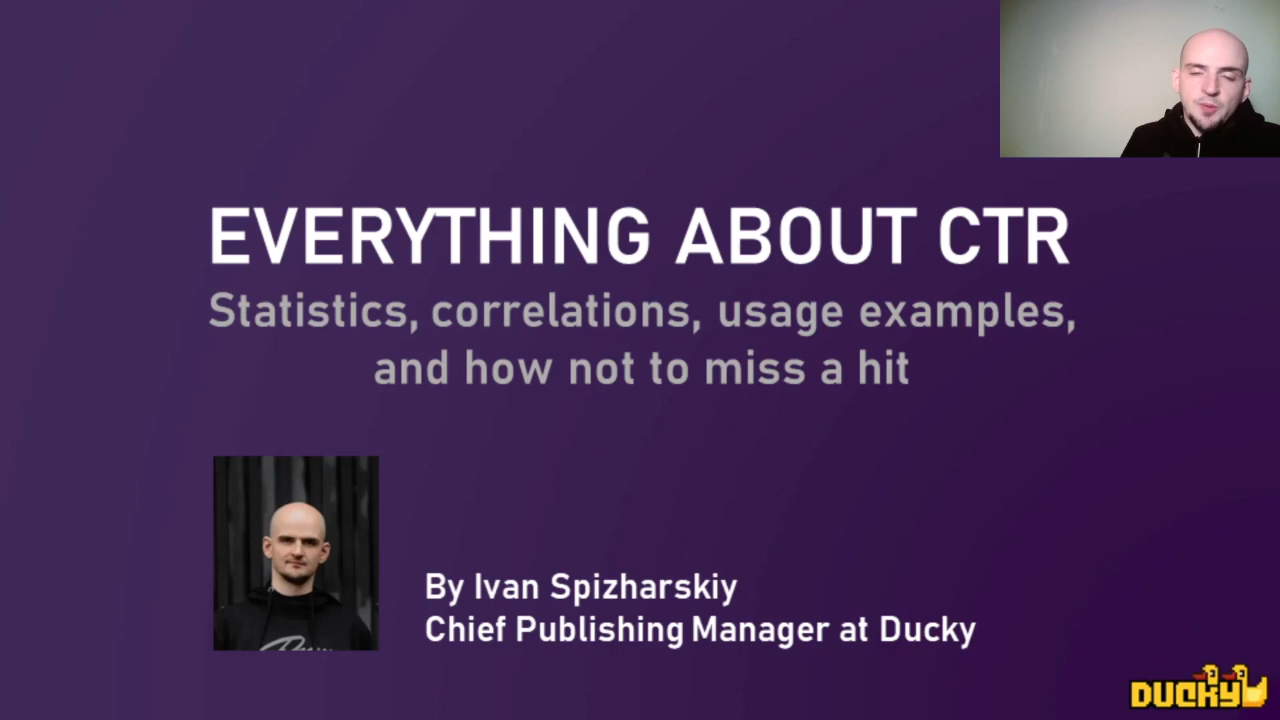 EVERYTHING ABOUT CTR
Statistics, correlations, usage examples,
and how not to miss a hit
By Ivan Spizharskiy
Chief Publishing Manager at Ducky
DUCKY